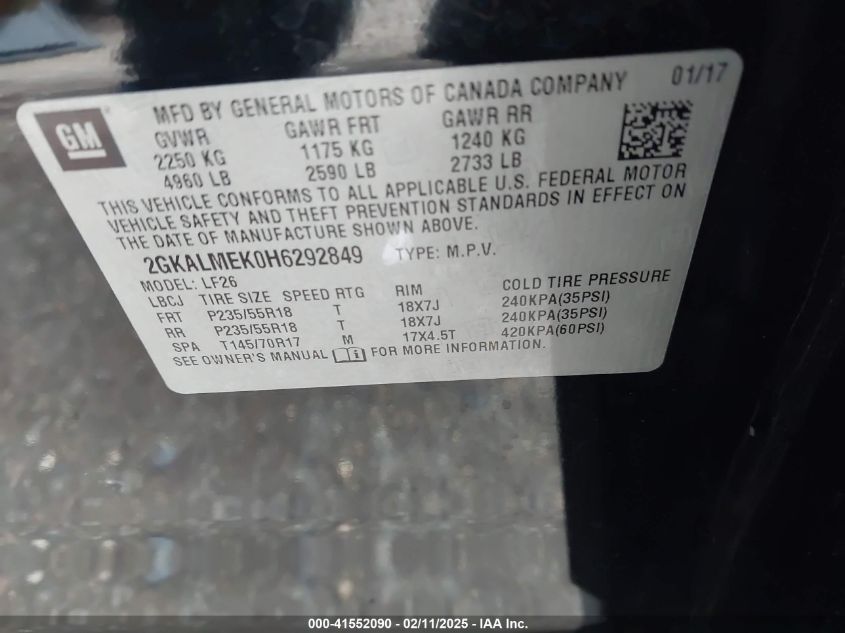 GM
MFD BY GENERAL MOTORS OF CANADA COMPANY 01/17
GVWR GAWR FRT GAWR RR
2250 KG 1175 KG 1240 KG
4960 LB 2590 LB 2733 LB
THIS VEHICLE CONFORMS TO ALL APPLICABLE U.S. FEDERAL MOTOR
VEHICLE SAFETY AND THEFT PREVENTION STANDARDS IN EFFECT ON
THE DATE OF MANUFACTURE SHOWN ABOVE.
2GKALMEK0H6292849 TYPE: M.P.V.
MODEL: LF26
LBCJ TIRE SIZE SPEED RTG RIM COLD TIRE PRESSURE
FRT P235/55R18 T 18X7J 240KPA(35PSI)
RR P235/55R18 T 18X7J 240KPA(35PSI)
SPA T145/70R17 M 17X4.5T 420KPA(60PSI)
SEE OWNER'S MANUAL FOR MORE INFORMATION.
000-41552090 - 02/11/2025 - IAA Inc.